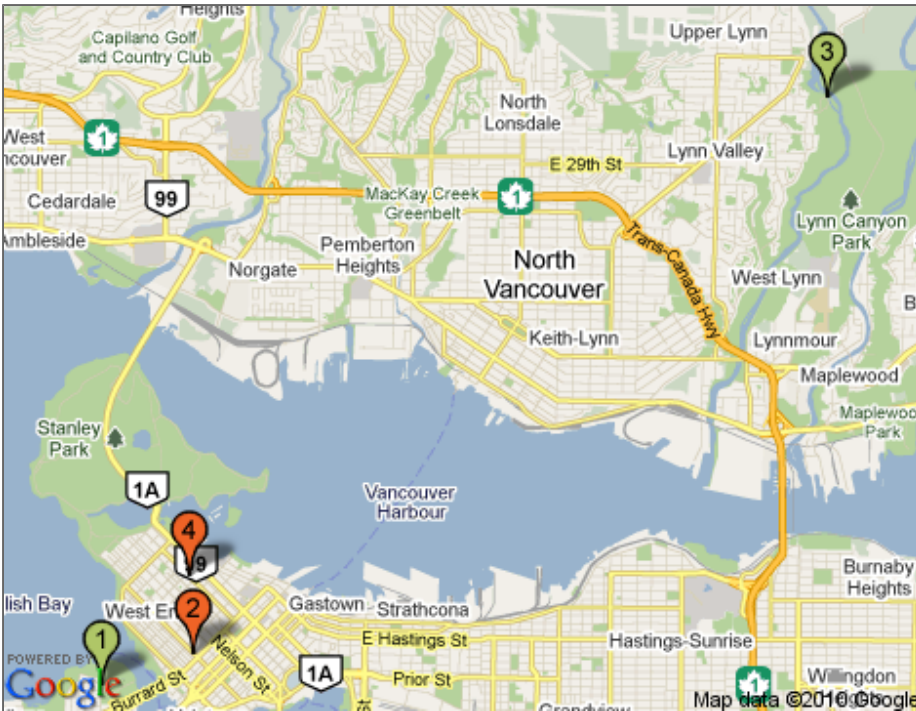 Heights
Capilano Golf
and Country Club
Upper Lynn
3
North
Lonsdale
1
West
ncouver
E 29th St
Lynn Valley
99
Cedardale
MacKay Creek
Greenbelt
1
Lynn Canyon
Park
Ambleside
Pemberton
Heights
Norgate
Trans-Canada Hwy
North
Vancouver
West Lynn
B
Keith-Lynn
Lynnmour
Maplewood
Maplewood
Park
Stanley
Park
1A
Vancouver
Harbour
4
99
Burnaby
Heights
lish Bay
West En
2
Gastown
Strathcona
E Hastings St
Hastings-Sunrise
1
Nelson St
POWERED BY
Google
Burrard St
1A
Prior St
1
Willingdon
Map data ©2010 Google